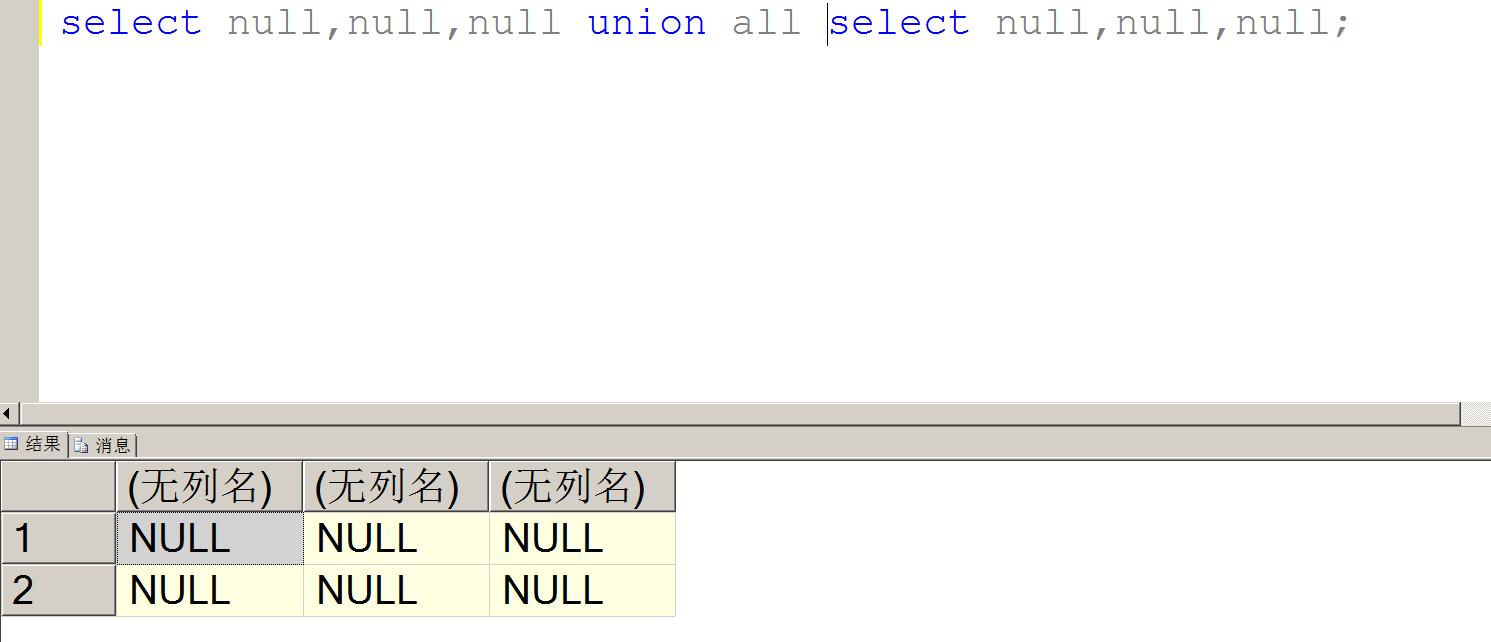 select null,null,null union all select null,null,null;
结果 消息
(无列名) (无列名) (无列名)
1 NULL NULL NULL
2 NULL NULL NULL